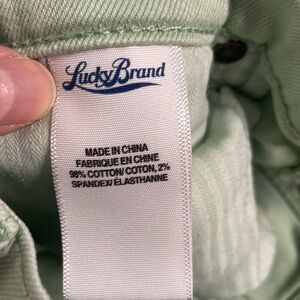 Lucky Brand
MADE IN CHINA
FABRIQUE EN CHINE
98% COTTON/ COTON, 2%
SPANDEX/ ÉLASTHANNE